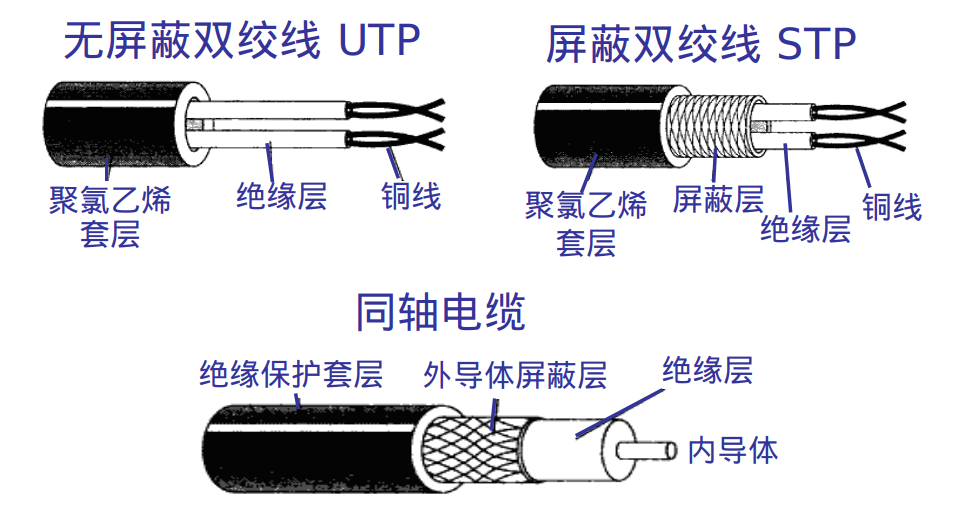 无屏蔽双绞线 UTP
屏蔽双绞线 STP
聚氯乙烯
套层
绝缘层
铜线
聚氯乙烯
套层
屏蔽层
绝缘层
铜线
同轴电缆
绝缘保护套层
外导体屏蔽层
绝缘层
内导体